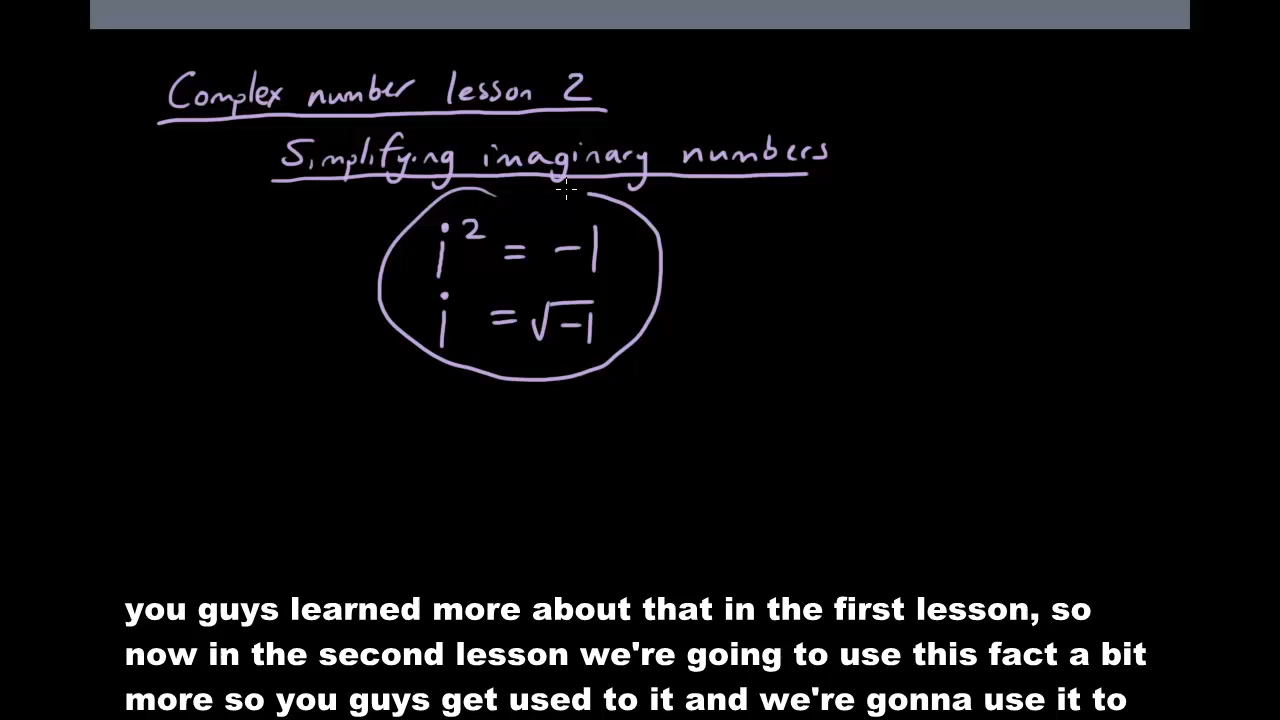 Complex number lesson 2
Simplifying imaginary numbers
i² = -1
i = √-1
you guys learned more about that in the first lesson, so
now in the second lesson we're going to use this fact a bit
more so you guys get used to it and we're gonna use it to